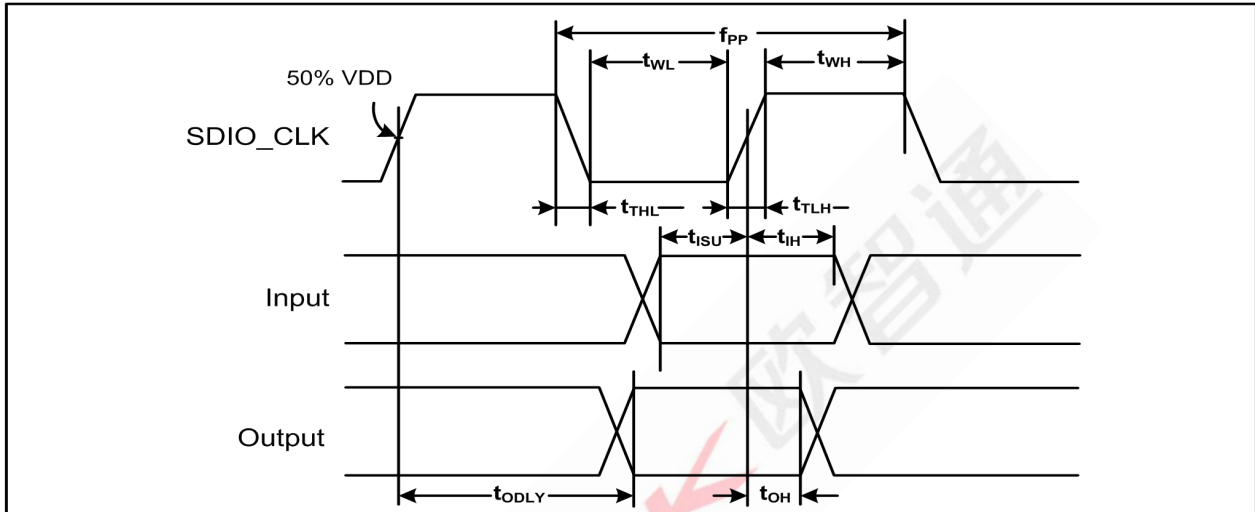 fPP
tWL
tWH
50% VDD
SDIO_CLK
tTHL
tTLH
tISU
tIH
Input
Output
tODLY
tOH
欧智通